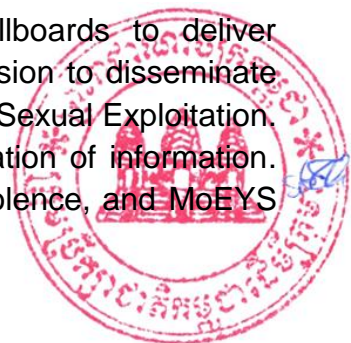 llboards to deliver
sion to disseminate
Sexual Exploitation.
ation of information.
olence, and MoEYS